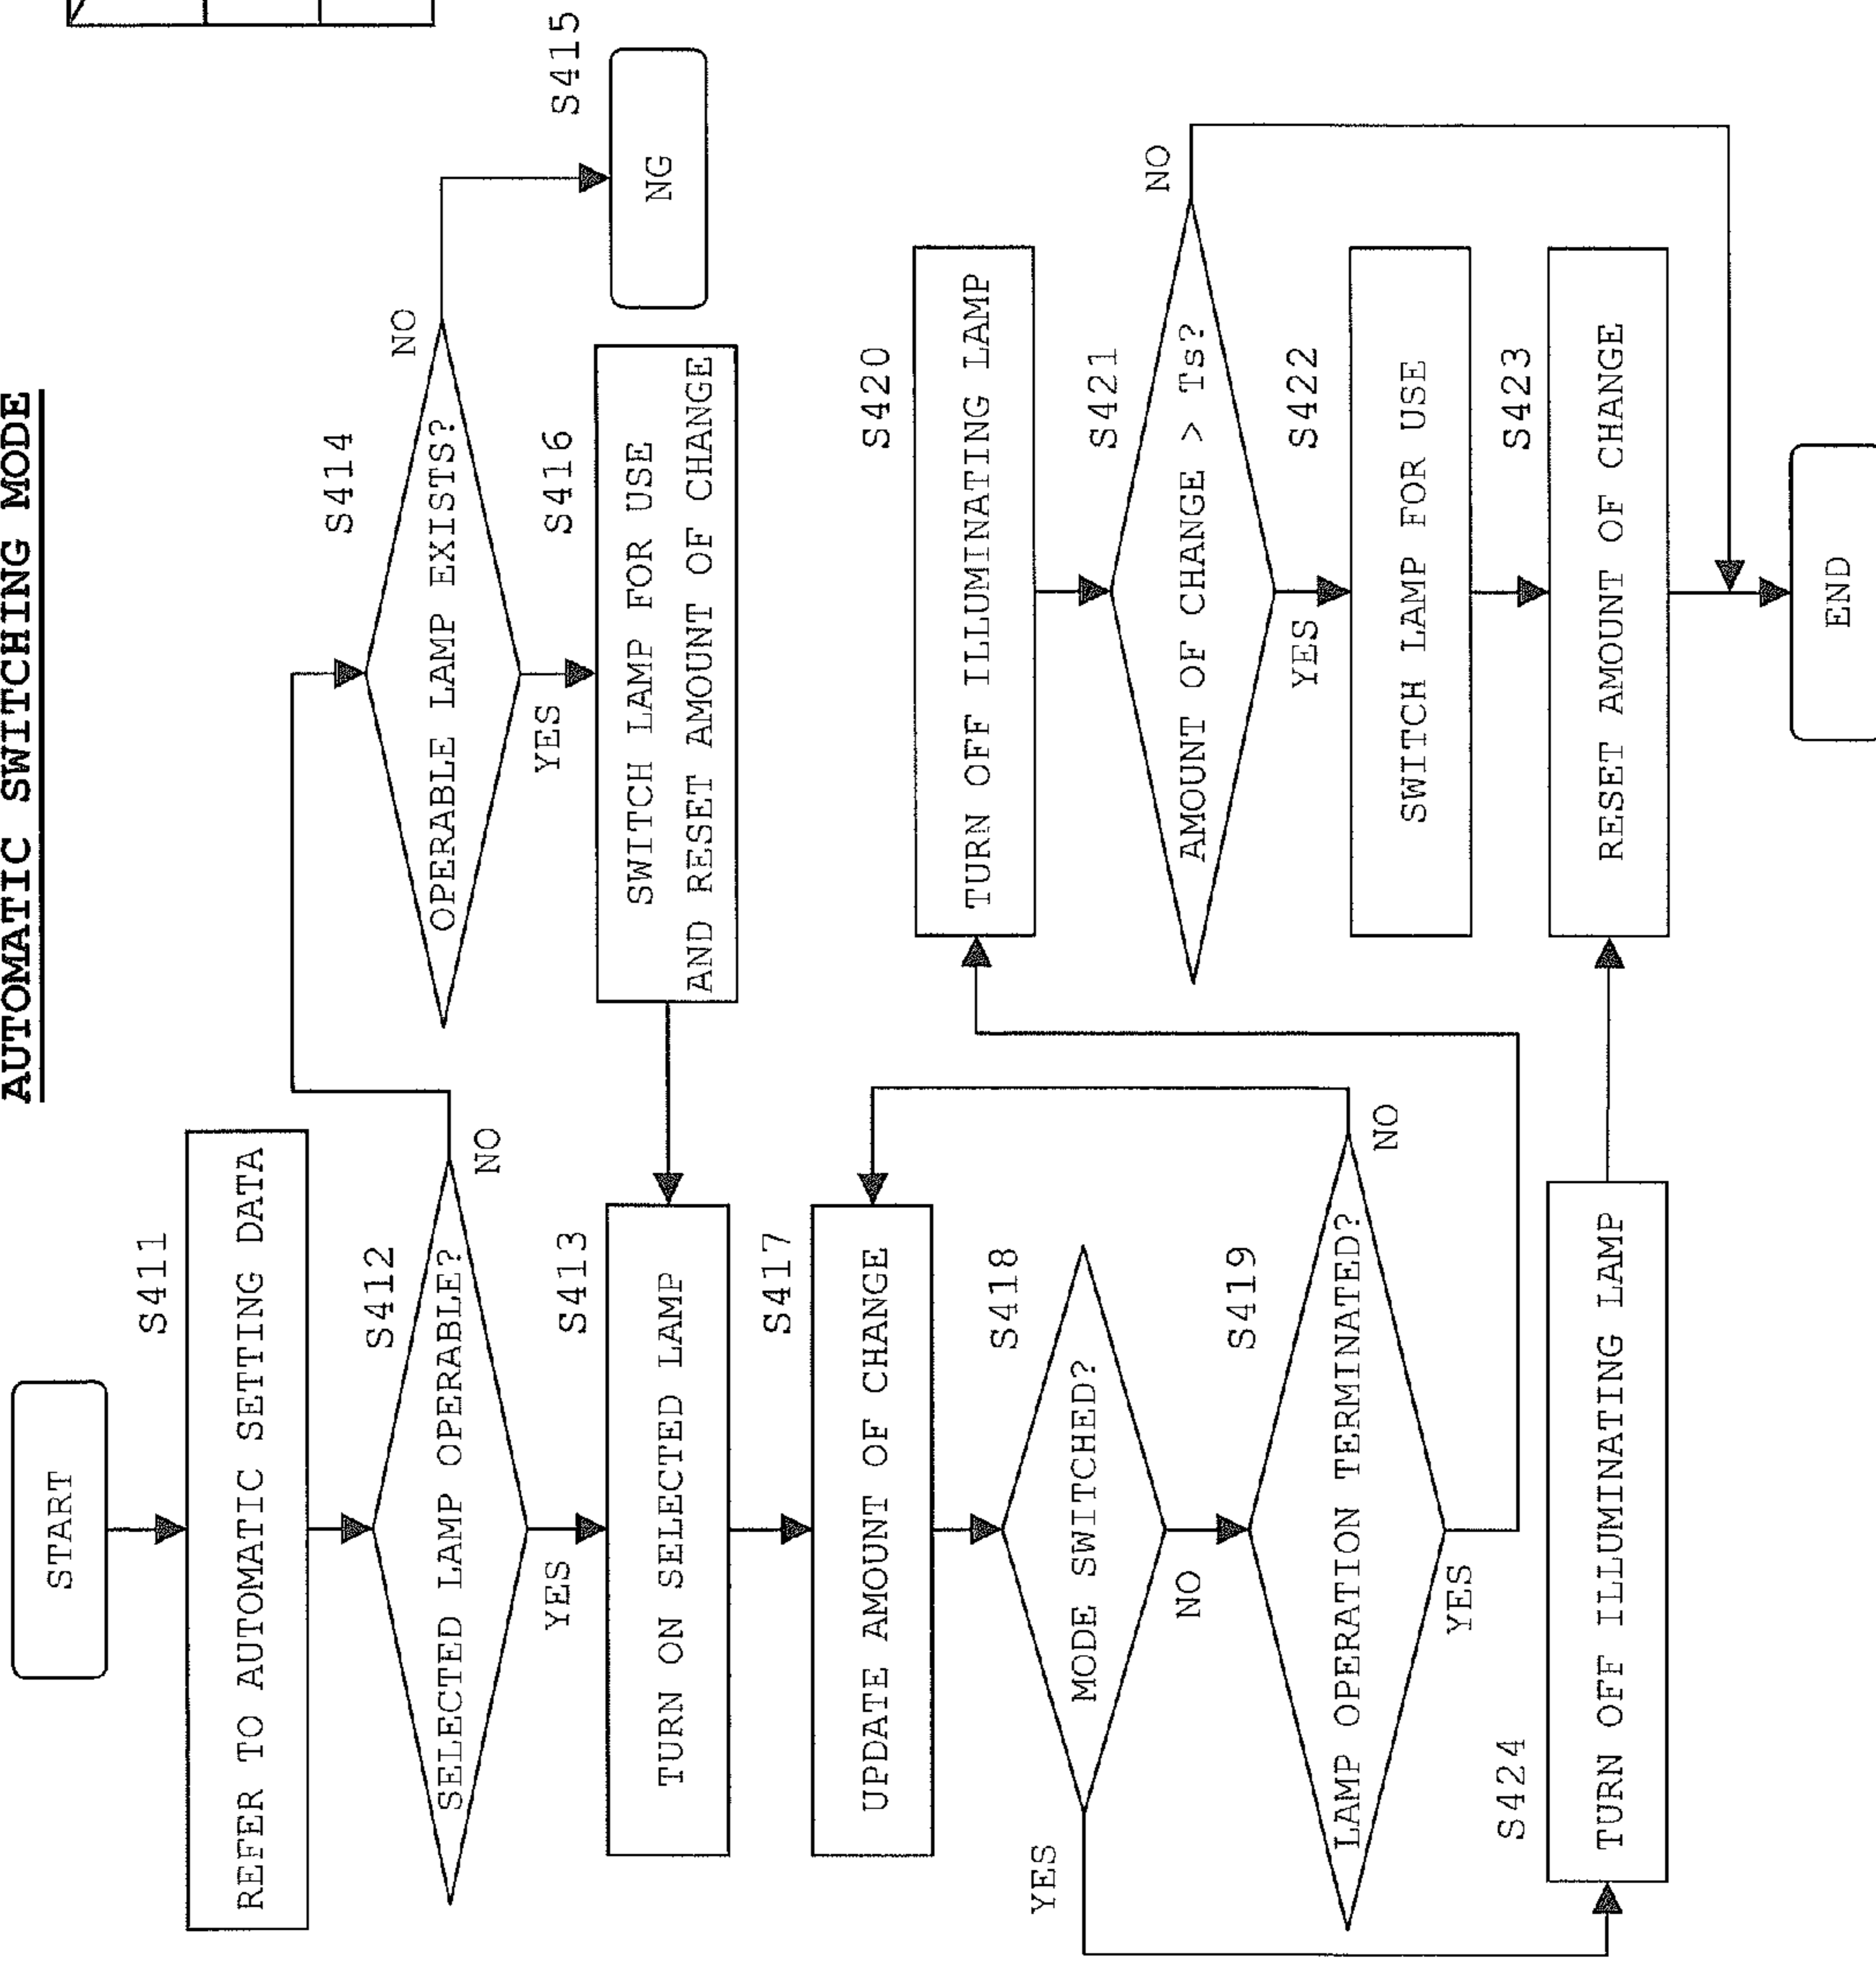 AUTOMATIC SWITCHING MODE
START
S411
REFER TO AUTOMATIC SETTING DATA
S412
SELECTED LAMP OPERABLE?
NO
YES
S413
TURN ON SELECTED LAMP
S414
OPERABLE LAMP EXISTS?
NO
YES
S415
NG
S416
SWITCH LAMP FOR USE
AND RESET AMOUNT OF CHANGE
S417
UPDATE AMOUNT OF CHANGE
S418
MODE SWITCHED?
YES
NO
S419
LAMP OPERATION TERMINATED?
NO
YES
S424
TURN OFF ILLUMINATING LAMP
S420
TURN OFF ILLUMINATING LAMP
S421
AMOUNT OF CHANGE > Ts?
NO
YES
S422
SWITCH LAMP FOR USE
S423
RESET AMOUNT OF CHANGE
END